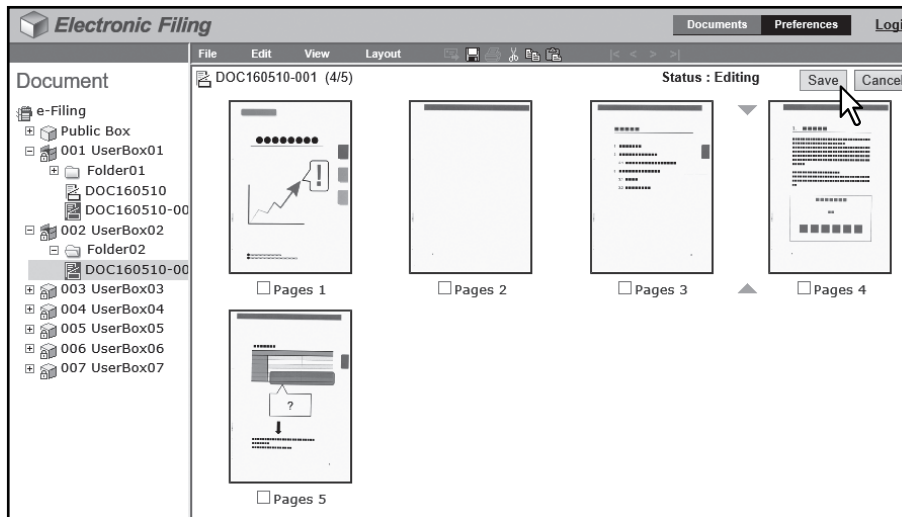 Electronic Filing
Documents Preferences Logi
File Edit View Layout
Document
DOC160510-001 (4/5) Status : Editing Save Cancel
e-Filing
Public Box
001 UserBox01
Folder01
DOC160510
DOC160510-00
002 UserBox02
Folder02
DOC160510-00
003 UserBox03
004 UserBox04
005 UserBox05
006 UserBox06
007 UserBox07
!
Pages 1 Pages 2 Pages 3 Pages 4
?
Pages 5